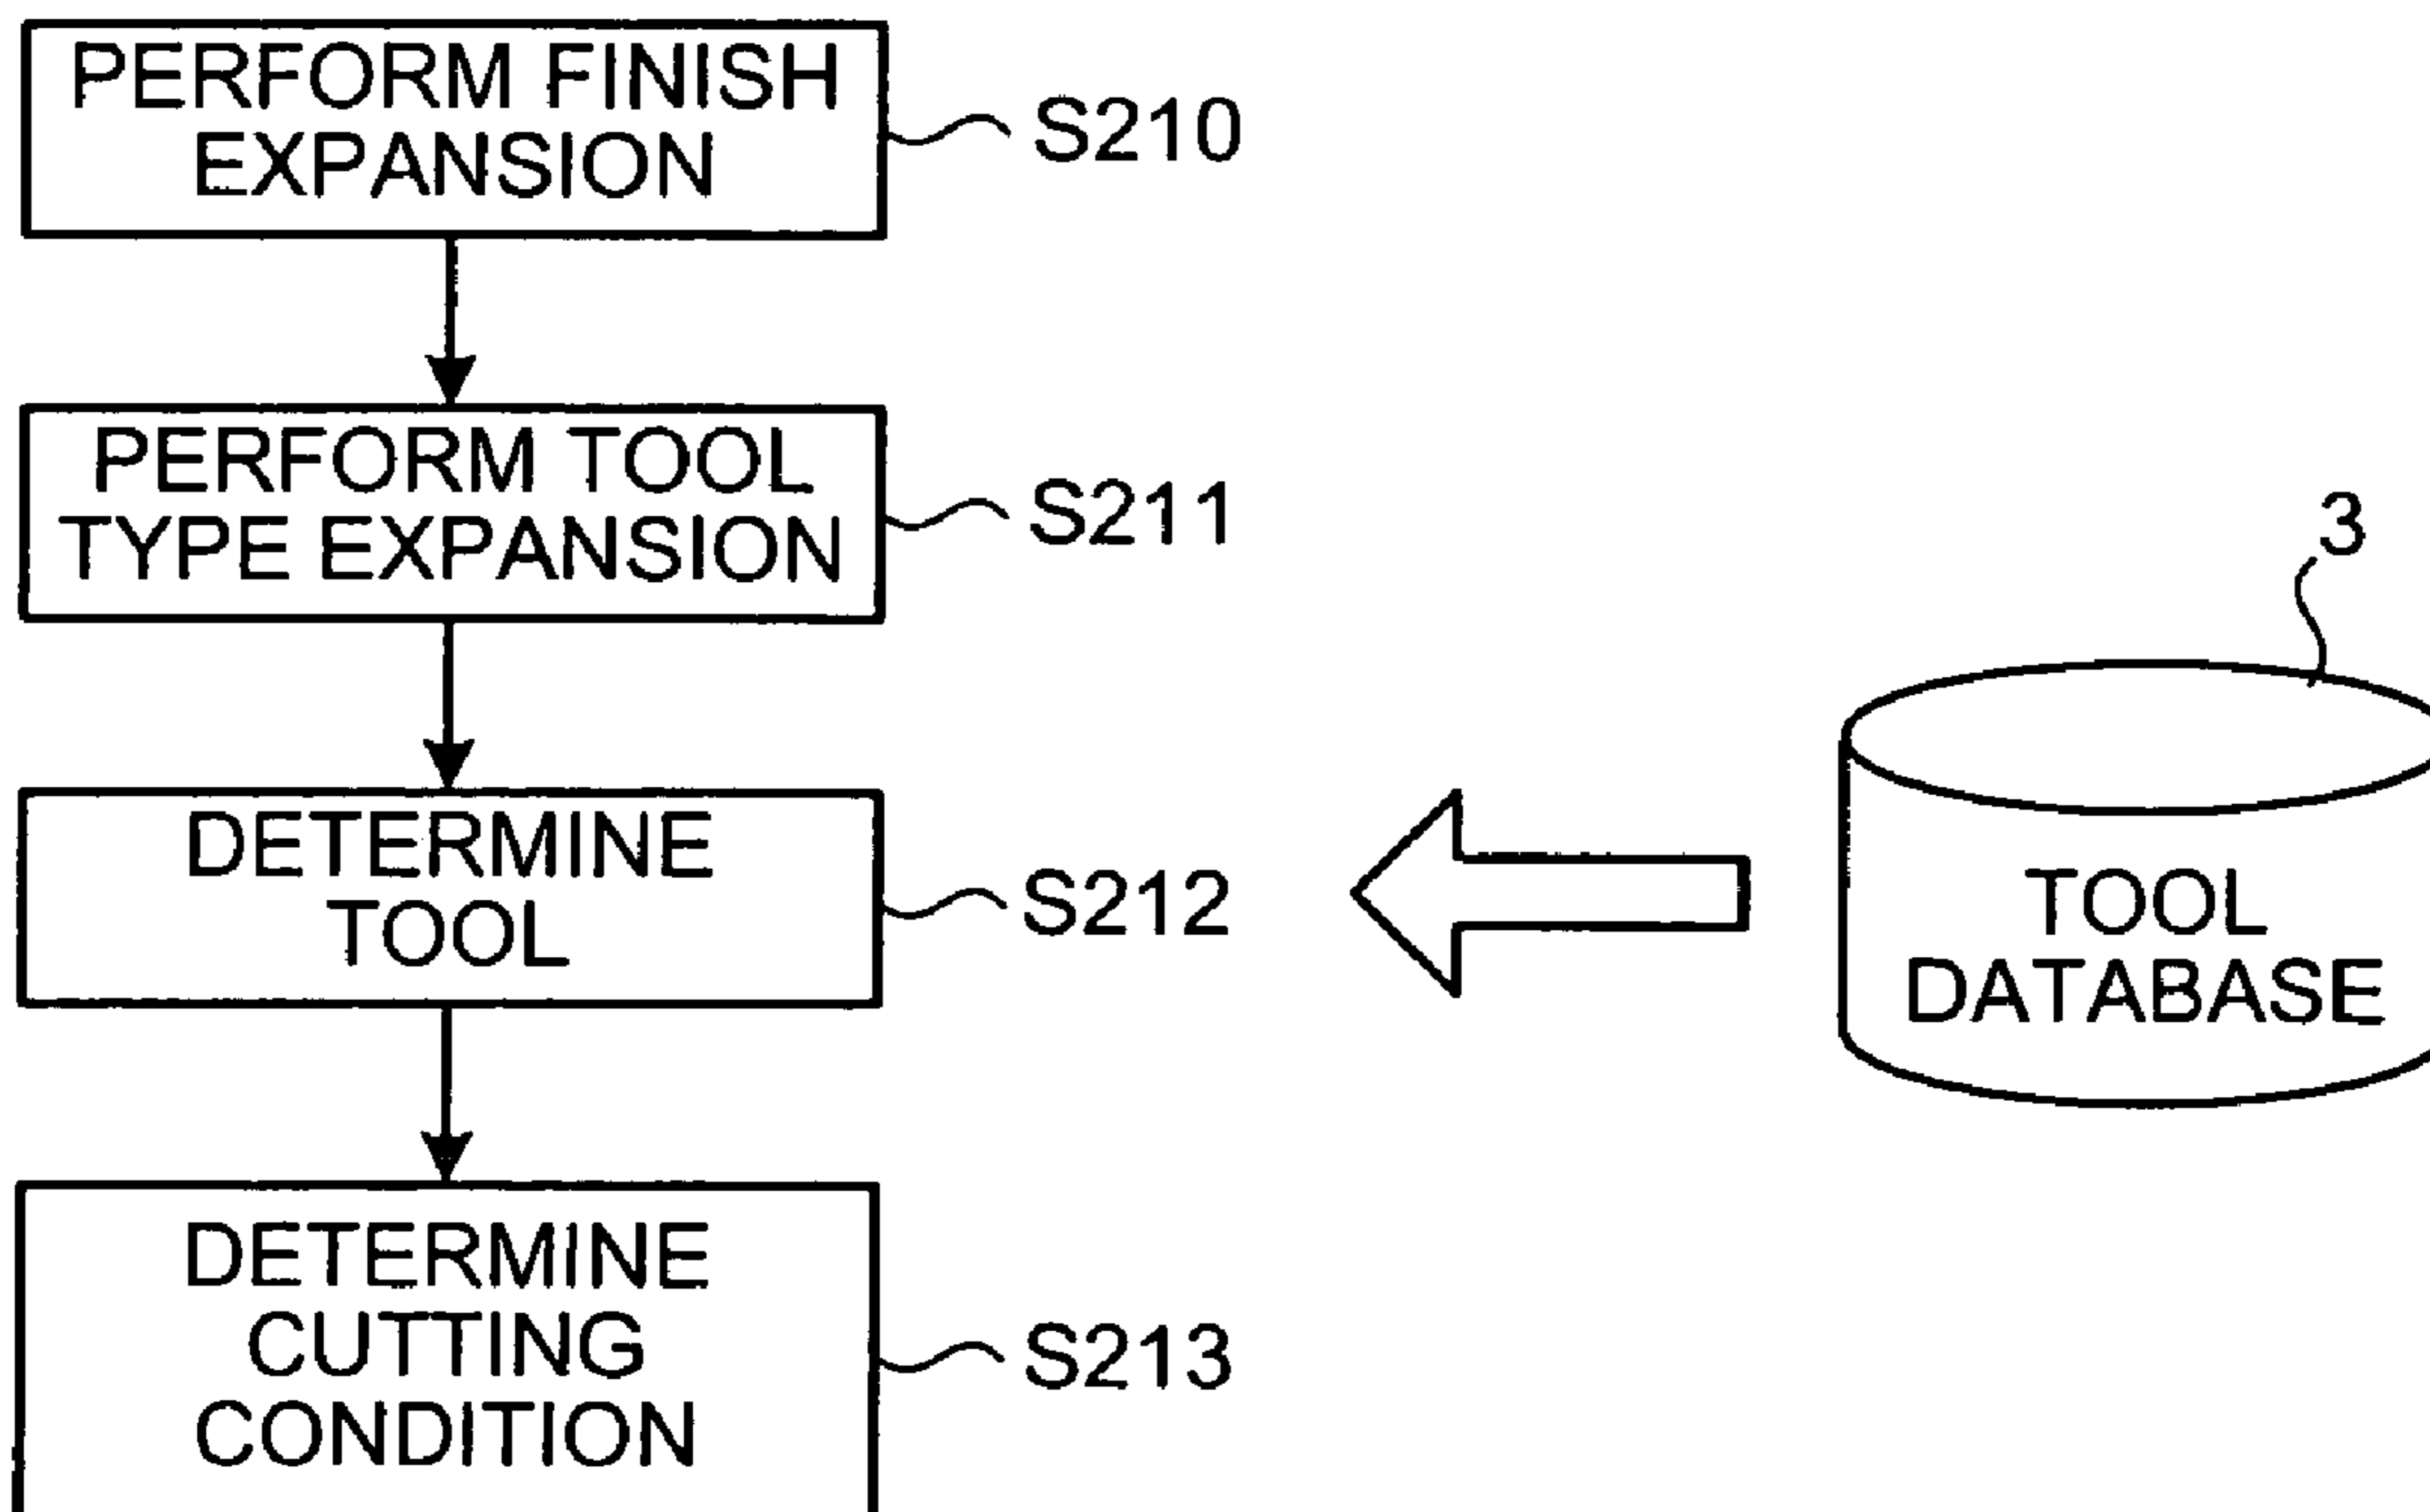 PERFORM FINISH
EXPANSION
S210
PERFORM TOOL
TYPE EXPANSION
S211
3
DETERMINE
TOOL
S212
TOOL
DATABASE
DETERMINE
CUTTING
CONDITION
S213